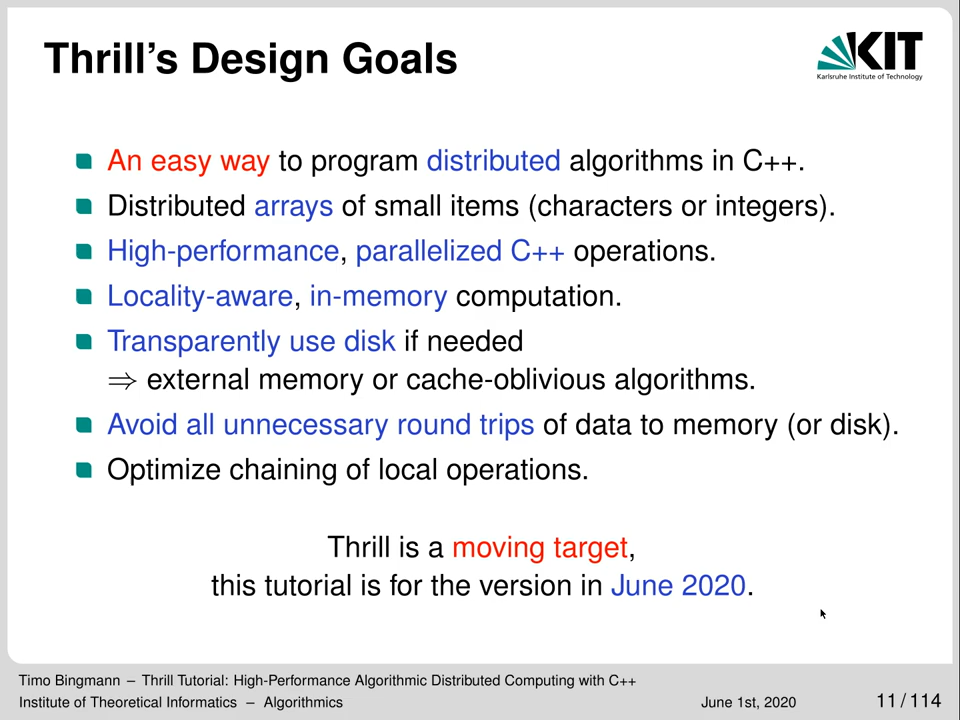 Thrill's Design Goals
KIT
Karlsruhe Institute of Technology
An easy way to program distributed algorithms in C++.
Distributed arrays of small items (characters or integers).
High-performance, parallelized C++ operations.
Locality-aware, in-memory computation.
Transparently use disk if needed
⇒ external memory or cache-oblivious algorithms.
Avoid all unnecessary round trips of data to memory (or disk).
Optimize chaining of local operations.
Thrill is a moving target,
this tutorial is for the version in June 2020.
Timo Bingmann – Thrill Tutorial: High-Performance Algorithmic Distributed Computing with C++
Institute of Theoretical Informatics – Algorithmics June 1st, 2020 11 / 114